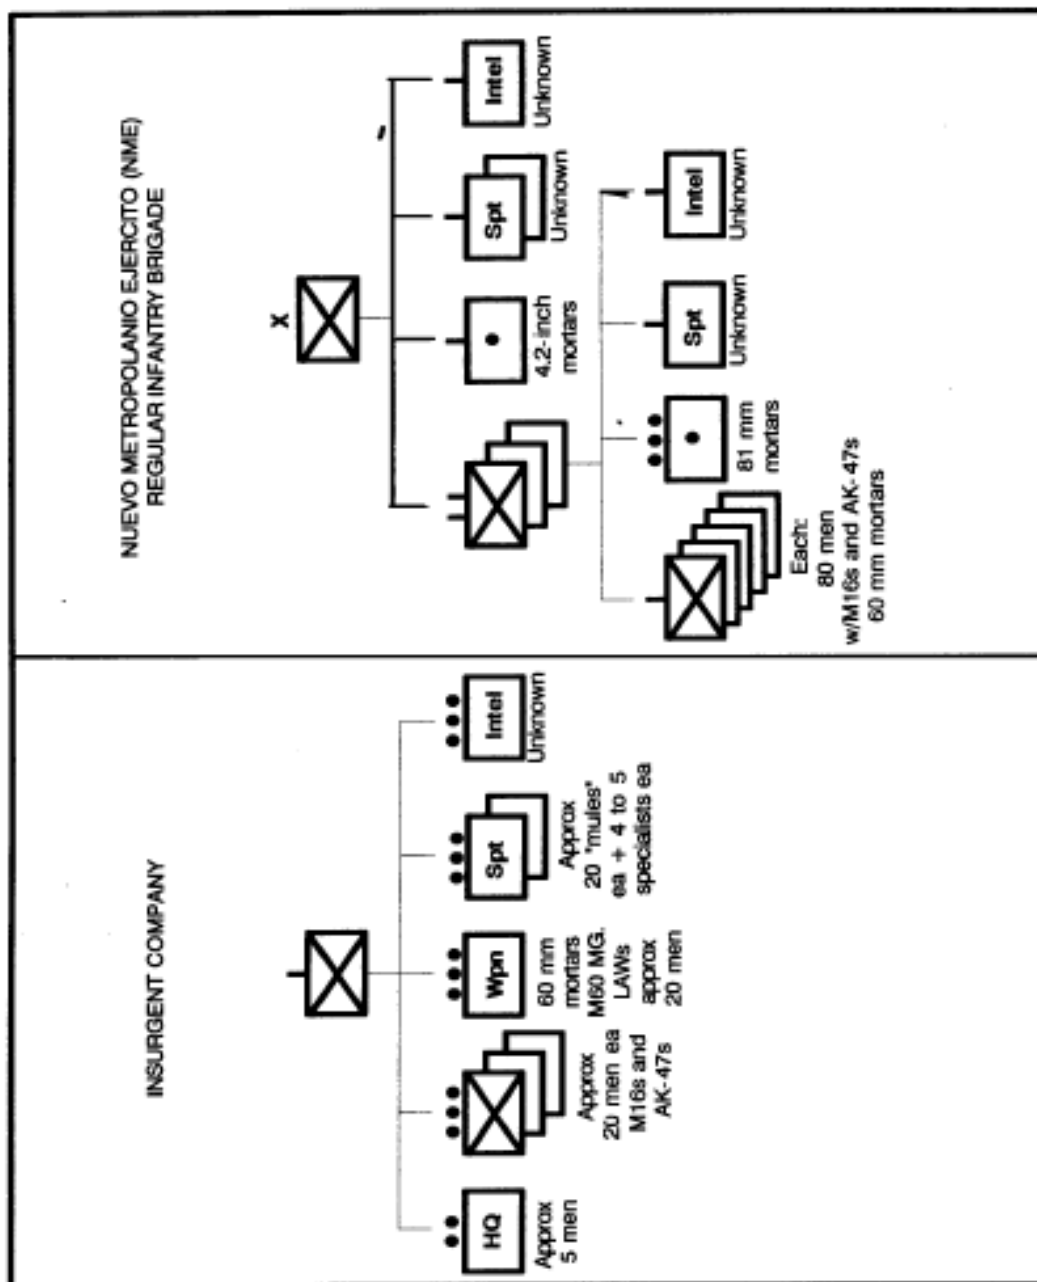 INSURGENT COMPANY
HQ
Approx
5 men
Approx
20 men ea
M16s and
AK-47s
Wpn
60 mm
mortars
M60 MG.
LAWs
approx
20 men
Spt
Approx
20 "mules"
ea + 4 to 5
specialists ea
Intel
Unknown
NUEVO METROPOLANIO EJERCITO (NME)
REGULAR INFANTRY BRIGADE
X
4.2-inch
mortars
Spt
Unknown
Intel
Unknown
Each:
80 men
w/M16s and AK-47s
60 mm mortars
81 mm
mortars
Spt
Unknown
Intel
Unknown